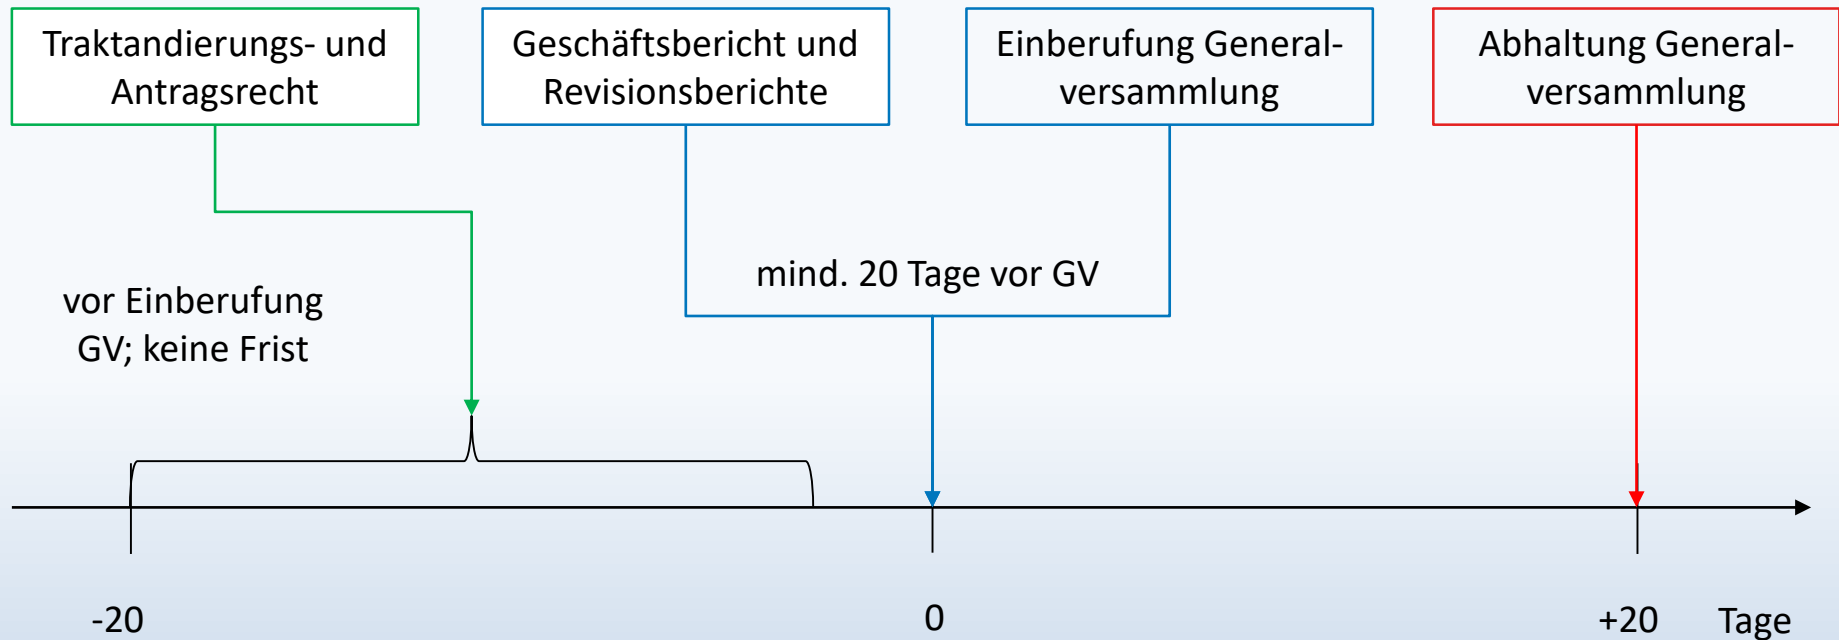 Traktandierungs- und
Antragsrecht
Geschäftsbericht und
Revisionsberichte
Einberufung General-
versammlung
Abhaltung General-
versammlung
mind. 20 Tage vor GV
vor Einberufung
GV; keine Frist
-20
0
+20
Tage